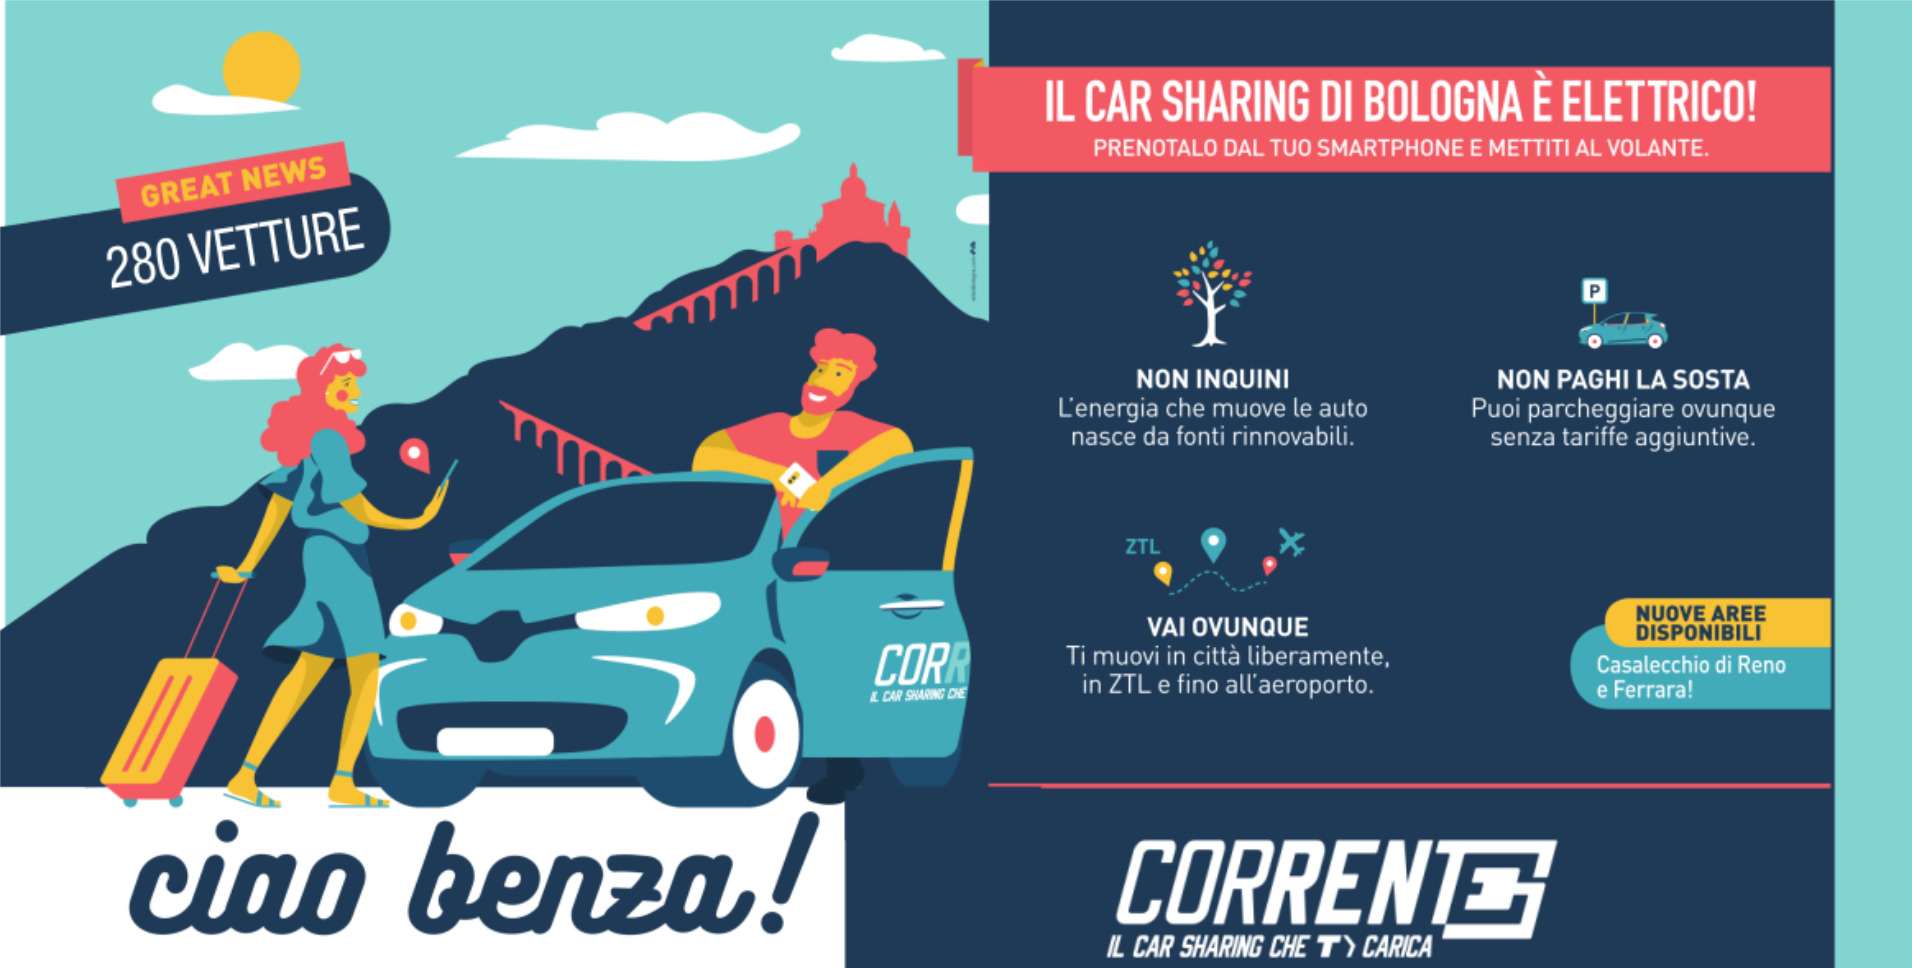 GREAT NEWS
280 VETTURE
CORR
IL CAR SHARING CHE
ciao benza!
IL CAR SHARING DI BOLOGNA È ELETTRICO!
PRENOTALO DAL TUO SMARTPHONE E METTITI AL VOLANTE.
NON INQUINI
L'energia che muove le auto
nasce da fonti rinnovabili.
P
NON PAGHI LA SOSTA
Puoi parcheggiare ovunque
senza tariffe aggiuntive.
ZTL
VAI OVUNQUE
Ti muovi in città liberamente,
in ZTL e fino all'aeroporto.
NUOVE AREE
DISPONIBILI
Casalecchio di Reno
e Ferrara!
CORRENTE
IL CAR SHARING CHE T> CARICA